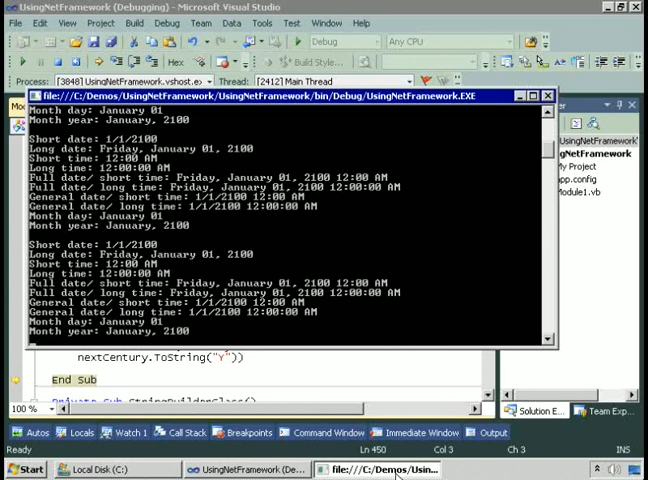 UsingNetFramework (Debugging) - Microsoft Visual Studio
File Edit View Project Build Debug Team Data Tools Test Window Help
Debug Any CPU
Hex Build Style...
Process: [3848] UsingNetFramework.vshost.ex Thread: [2412] Main Thread
file:///C:/Demos/UsingNetFramework/UsingNetFramework/bin/Debug/UsingNetFramework.EXE
Month day: January 01
Month year: January, 2100
Short date: 1/1/2100
Long date: Friday, January 01, 2100
Short time: 12:00 AM
Long time: 12:00:00 AM
Full date/ short time: Friday, January 01, 2100 12:00 AM
Full date/ long time: Friday, January 01, 2100 12:00:00 AM
General date/ short time: 1/1/2100 12:00 AM
General date/ long time: 1/1/2100 12:00:00 AM
Month day: January 01
Month year: January, 2100
Short date: 1/1/2100
Long date: Friday, January 01, 2100
Short time: 12:00 AM
Long time: 12:00:00 AM
Full date/ short time: Friday, January 01, 2100 12:00 AM
Full date/ long time: Friday, January 01, 2100 12:00:00 AM
General date/ short time: 1/1/2100 12:00 AM
General date/ long time: 1/1/2100 12:00:00 AM
Month day: January 01
Month year: January, 2100
UsingNetFramework'
gNetFramework
My Project
app.config
Module1.vb
nextCentury.ToString("Y"))
End Sub
Private Sub StringBuilderClass()
100 %
Solution E... Team Exp...
Autos Locals Watch 1 Call Stack Breakpoints Command Window Immediate Window Output
Ready Ln 450 Col 3 Ch 3 INS
Start Local Disk (C:) UsingNetFramework (De... file:///C:/Demos/Usin...